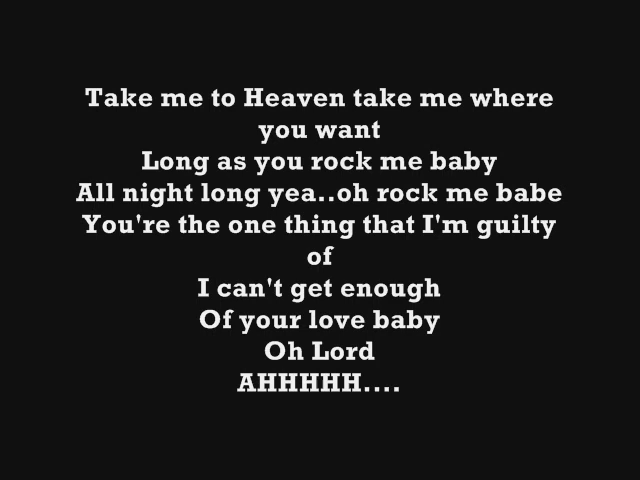 Take me to Heaven take me where
you want
Long as you rock me baby
All night long yea..oh rock me babe
You're the one thing that I'm guilty
of
I can't get enough
Of your love baby
Oh Lord
AHHHHH....